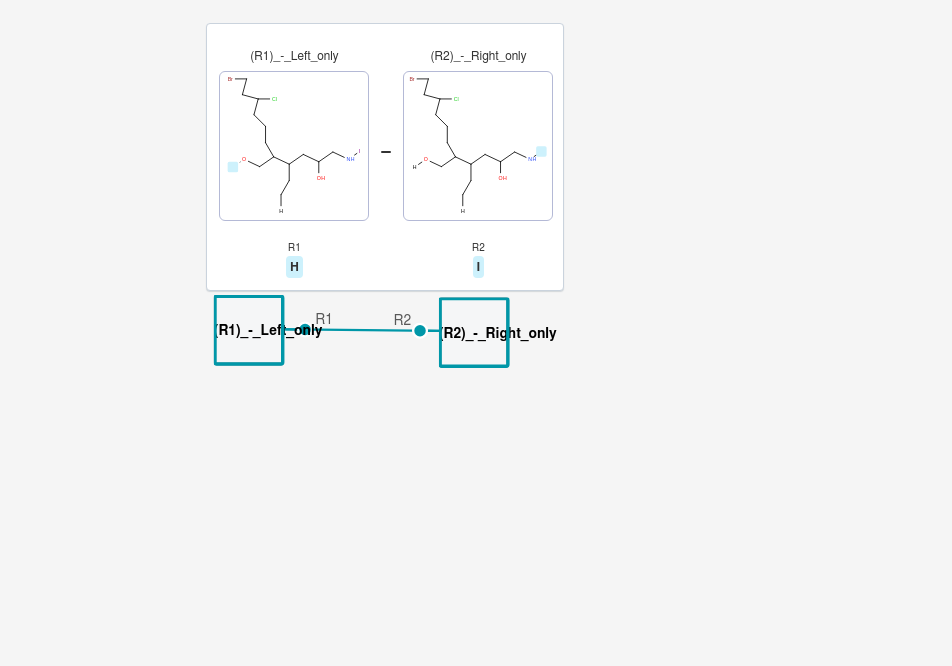 (R1)_-_Left_only (R2)_-_Right_only
Br Br
Cl Cl
O NH I O H NH
OH OH
H H
–
R1 R2
H I
R1 R2
(R1)_-_Left_only (R2)_-_Right_only